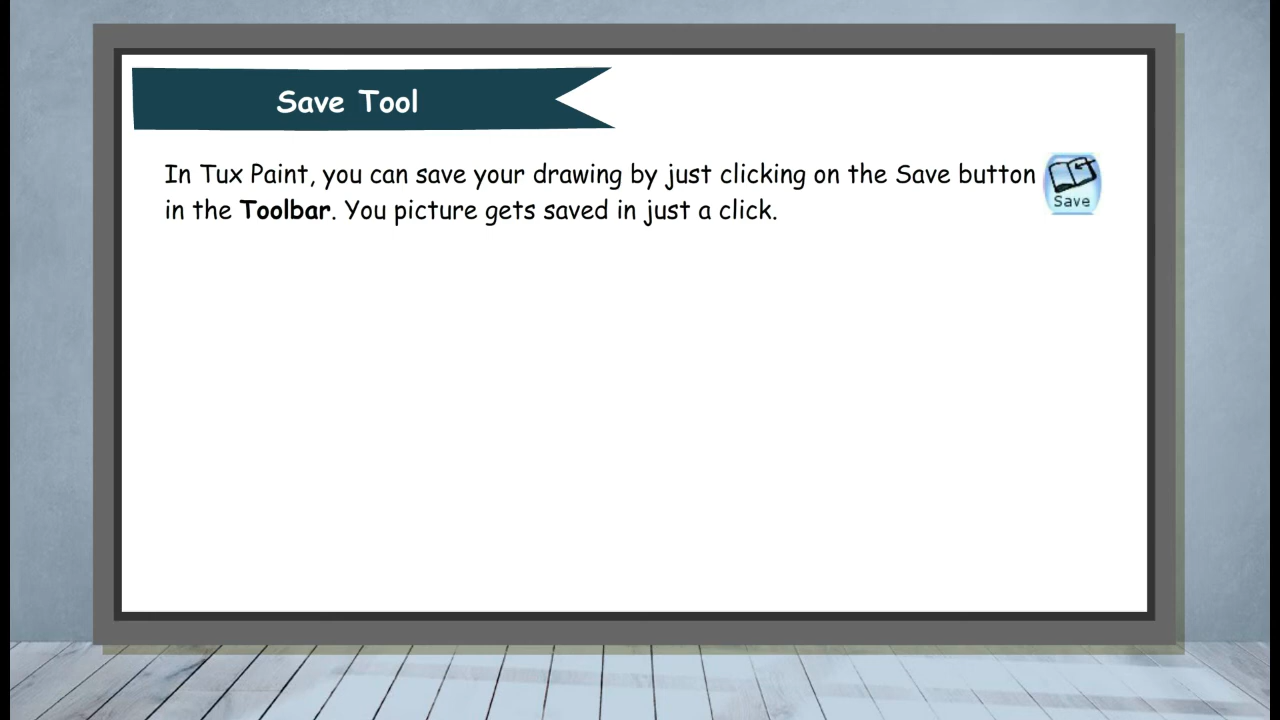 Save Tool
In Tux Paint, you can save your drawing by just clicking on the Save button
Save
in the Toolbar. You picture gets saved in just a click.